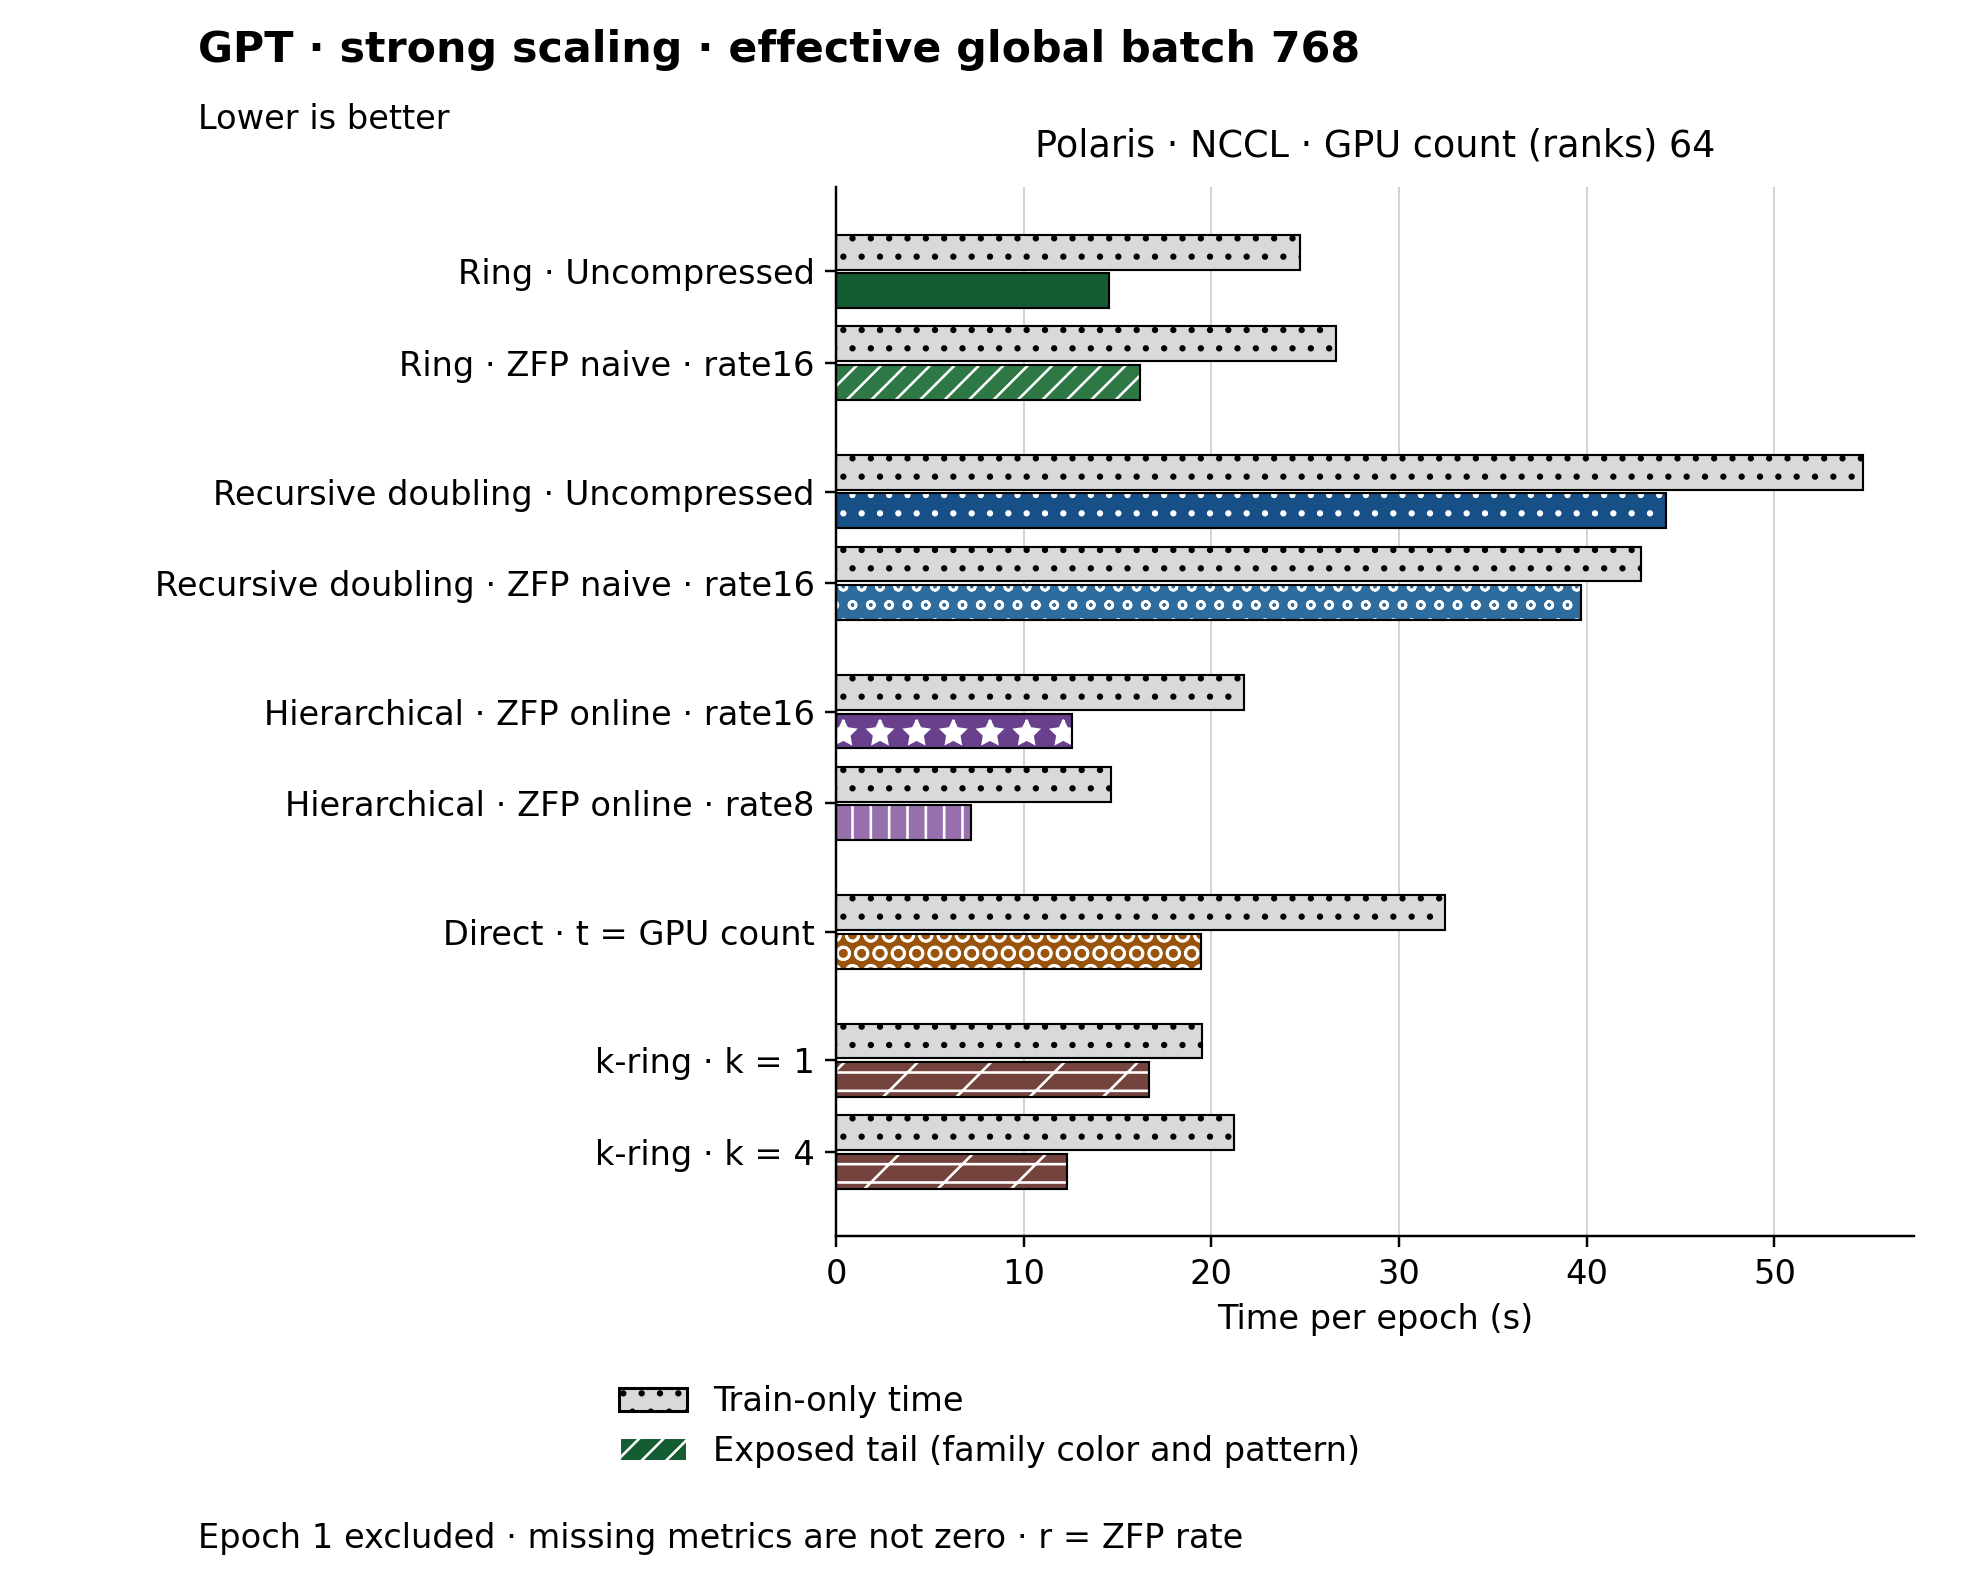 GPT · strong scaling · effective global batch 768
Lower is better
Polaris · NCCL · GPU count (ranks) 64
Ring · Uncompressed
Ring · ZFP naive · rate16
Recursive doubling · Uncompressed
Recursive doubling · ZFP naive · rate16
Hierarchical · ZFP online · rate16
Hierarchical · ZFP online · rate8
Direct · t = GPU count
k-ring · k = 1
k-ring · k = 4
0 10 20 30 40 50
Time per epoch (s)
Train-only time
Exposed tail (family color and pattern)
Epoch 1 excluded · missing metrics are not zero · r = ZFP rate